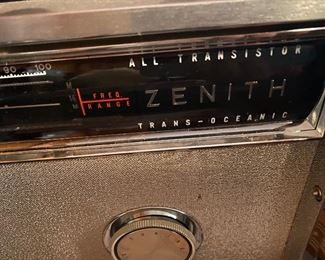 ALL TRANSISTOR
90 100
FREQ
RANGE
ZENITH
TRANS-OCEANIC